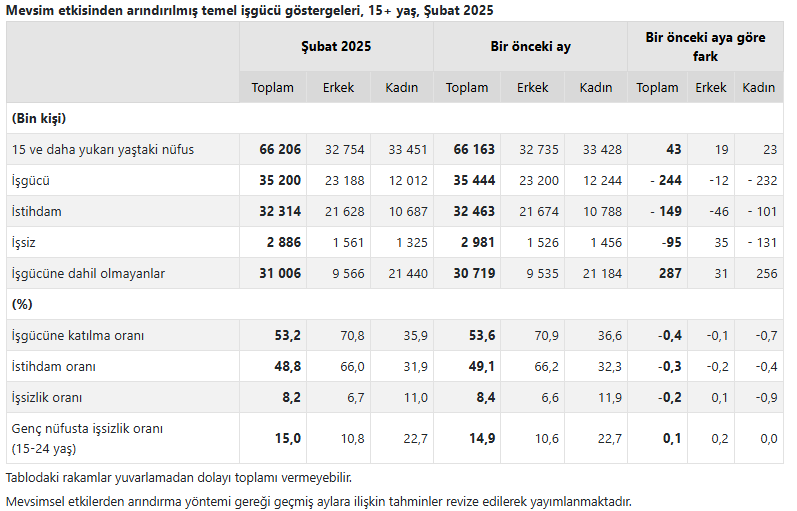 Mevsim etkisinden arındırılmış temel işgücü göstergeleri, 15+ yaş, Şubat 2025
Şubat 2025 Bir önceki ay Bir önceki aya göre
fark
Toplam Erkek Kadın Toplam Erkek Kadın Toplam Erkek Kadın
(Bin kişi)
15 ve daha yukarı yaştaki nüfus 66 206 32 754 33 451 66 163 32 735 33 428 43 19 23
İşgücü 35 200 23 188 12 012 35 444 23 200 12 244 - 244 -12 - 232
İstihdam 32 314 21 628 10 687 32 463 21 674 10 788 - 149 -46 - 101
İşsiz 2 886 1 561 1 325 2 981 1 526 1 456 -95 35 - 131
İşgücüne dahil olmayanlar 31 006 9 566 21 440 30 719 9 535 21 184 287 31 256
(%)
İşgücüne katılma oranı 53,2 70,8 35,9 53,6 70,9 36,6 -0,4 -0,1 -0,7
İstihdam oranı 48,8 66,0 31,9 49,1 66,2 32,3 -0,3 -0,2 -0,4
İşsizlik oranı 8,2 6,7 11,0 8,4 6,6 11,9 -0,2 0,1 -0,9
Genç nüfusta işsizlik oranı
(15-24 yaş) 15,0 10,8 22,7 14,9 10,6 22,7 0,1 0,2 0,0
Tablodaki rakamlar yuvarlamadan dolayı toplamı vermeyebilir.
Mevsimsel etkilerden arındırma yöntemi gereği geçmiş aylara ilişkin tahminler revize edilerek yayımlanmaktadır.